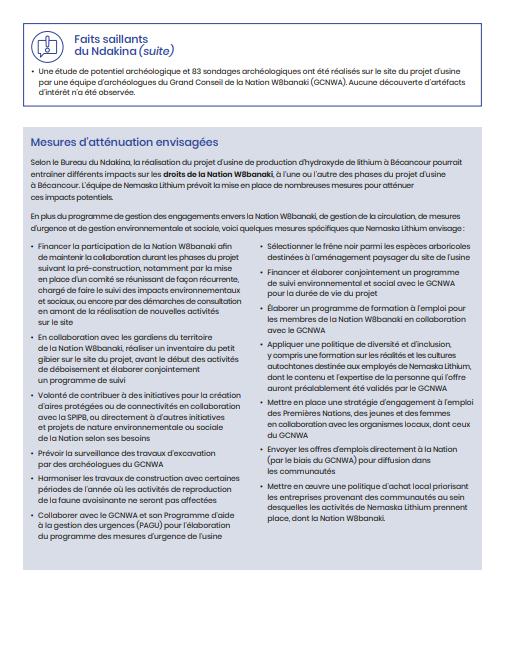 Faits saillants
du Ndakina (suite)
• Une étude de potentiel archéologique et 83 sondages archéologiques ont été réalisés sur le site du projet d'usine
par une équipe d'archéologues du Grand Conseil de la Nation W8banaki (GCNWA). Aucune découverte d'artéfacts
d'intérêt n'a été observée.
Mesures d'atténuation envisagées
Selon le Bureau du Ndakina, la réalisation du projet d'usine de production d'hydroxyde de lithium à Bécancour pourrait
entraîner différents impacts sur les droits de la Nation W8banaki, à l'une ou l'autre des phases du projet d'usine
à Bécancour. L'équipe de Nemaska Lithium prévoit la mise en place de nombreuses mesures pour atténuer
ces impacts potentiels.
En plus du programme de gestion des engagements envers la Nation W8banaki, de gestion de la circulation, de mesures
d'urgence et de gestion environnementale et sociale, voici quelques mesures spécifiques que Nemaska Lithium envisage :
• Financer la participation de la Nation W8banaki afin
de maintenir la collaboration durant les phases du projet
suivant la pré-construction, notamment par la mise
en place d'un comité se réunissant de façon récurrente,
chargé de faire le suivi des impacts environnementaux
et sociaux, ou encore par des démarches de consultation
en amont de la réalisation de nouvelles activités
sur le site
• En collaboration avec les gardiens du territoire
de la Nation W8banaki, réaliser un inventaire du petit
gibier sur le site du projet, avant le début des activités
de déboisement et élaborer conjointement
un programme de suivi
• Volonté de contribuer à des initiatives pour la création
d'aires protégées ou de connectivités en collaboration
avec la SPIPB, ou directement à d'autres initiatives
et projets de nature environnementale ou sociale
de la Nation selon ses besoins
• Prévoir la surveillance des travaux d'excavation
par des archéologues du GCNWA
• Harmoniser les travaux de construction avec certaines
périodes de l'année où les activités de reproduction
de la faune avoisinante ne seront pas affectées
• Collaborer avec le GCNWA et son Programme d'aide
à la gestion des urgences (PAGU) pour l'élaboration
du programme des mesures d'urgence de l'usine
• Sélectionner le frêne noir parmi les espèces arboricoles
destinées à l'aménagement paysager du site de l'usine
• Financer et élaborer conjointement un programme
de suivi environnemental et social avec le GCNWA
pour la durée de vie du projet
• Élaborer un programme de formation à l'emploi pour
les membres de la Nation W8banaki en collaboration
avec le GCNWA
• Appliquer une politique de diversité et d'inclusion,
y compris une formation sur les réalités et les cultures
autochtones destinée aux employés de Nemaska Lithium,
dont le contenu et l'expertise de la personne qui l'offre
auront préalablement été validés par le GCNWA
• Mettre en place une stratégie d'engagement à l'emploi
des Premières Nations, des jeunes et des femmes
en collaboration avec les organismes locaux, dont ceux
du GCNWA
• Envoyer les offres d'emplois directement à la Nation
(par le biais du GCNWA) pour diffusion dans
les communautés
• Mettre en œuvre une politique d'achat local priorisant
les entreprises provenant des communautés au sein
desquelles les activités de Nemaska Lithium prennent
place, dont la Nation W8banaki.